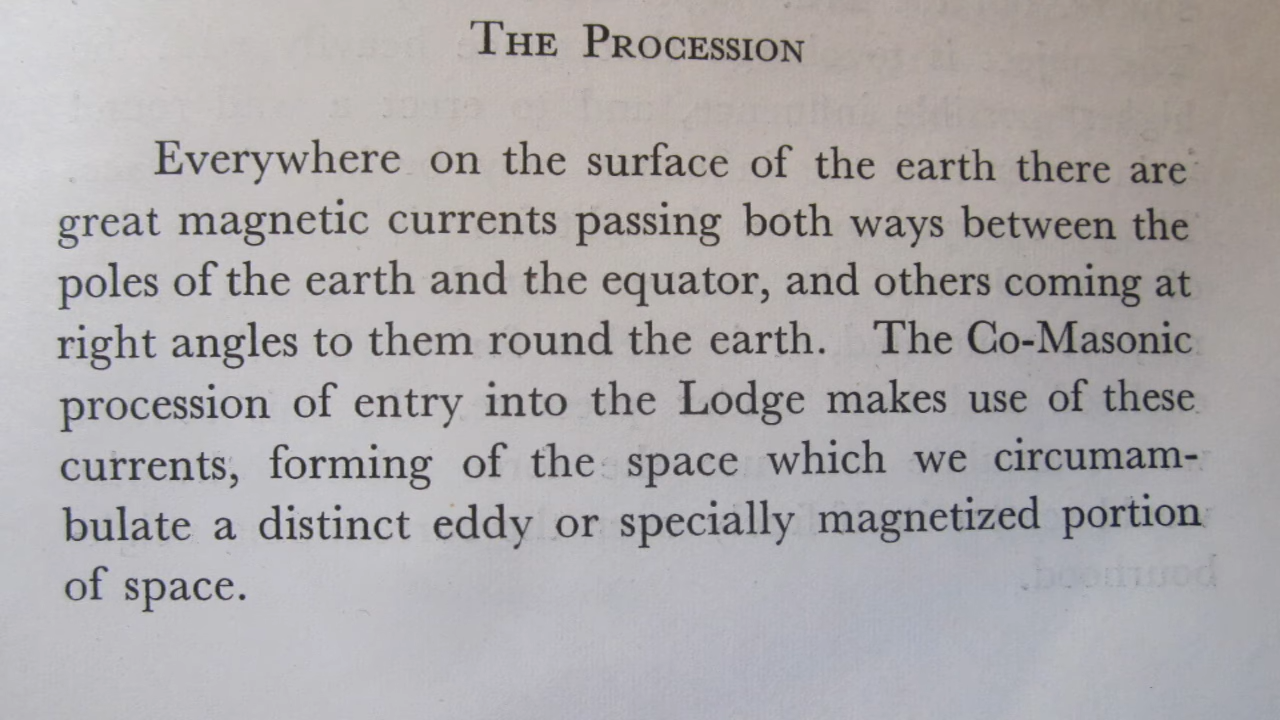 The Procession
Everywhere on the surface of the earth there are
great magnetic currents passing both ways between the
poles of the earth and the equator, and others coming at
right angles to them round the earth. The Co-Masonic
procession of entry into the Lodge makes use of these
currents, forming of the space which we circumam-
bulate a distinct eddy or specially magnetized portion
of space.